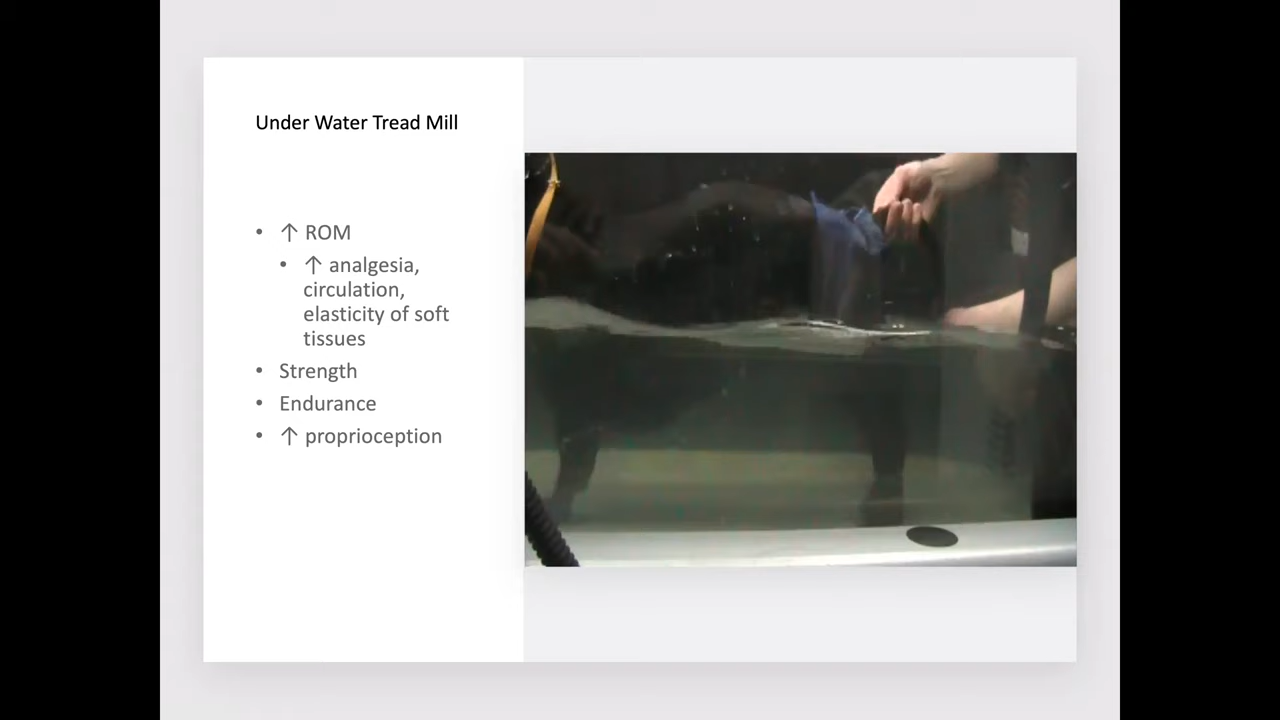 Under Water Tread Mill
• ↑ ROM
• ↑ analgesia,
circulation,
elasticity of soft
tissues
• Strength
• Endurance
• ↑ proprioception